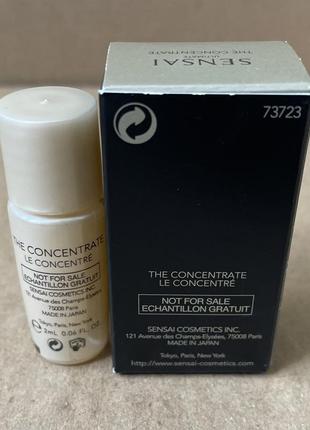 THE CONCENTRATE
ULTIMATE
SENSAI
73723
THE CONCENTRATE
LE CONCENTRÉ
NOT FOR SALE
ECHANTILLON GRATUIT
SENSAI COSMETICS INC.
121 Avenue des Champs-Elysées, 75008 Paris
MADE IN JAPAN
Tokyo, Paris, New York
http://www.sensai-cosmetics.com
THE CONCENTRATE
LE CONCENTRÉ
NOT FOR SALE
ECHANTILLON GRATUIT
SENSAI COSMETICS INC.
121 Avenue des Champs-Elysées
75008 Paris
MADE IN JAPAN
Tokyo, Paris, New York
2mL 0.06 FL. OZ.